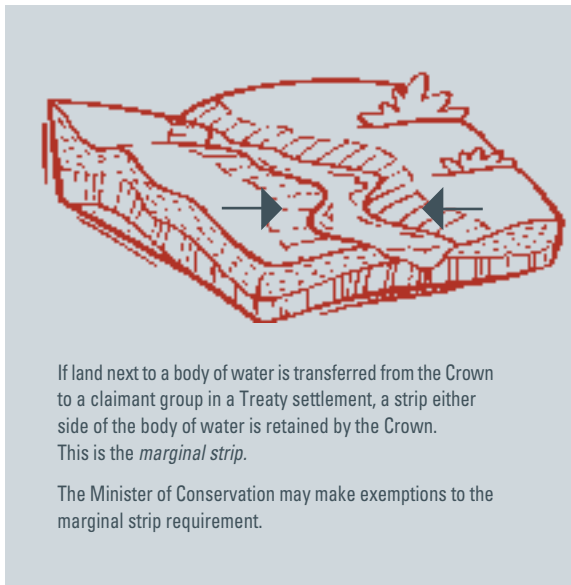 If land next to a body of water is transferred from the Crown
to a claimant group in a Treaty settlement, a strip either
side of the body of water is retained by the Crown.
This is the marginal strip.
The Minister of Conservation may make exemptions to the
marginal strip requirement.